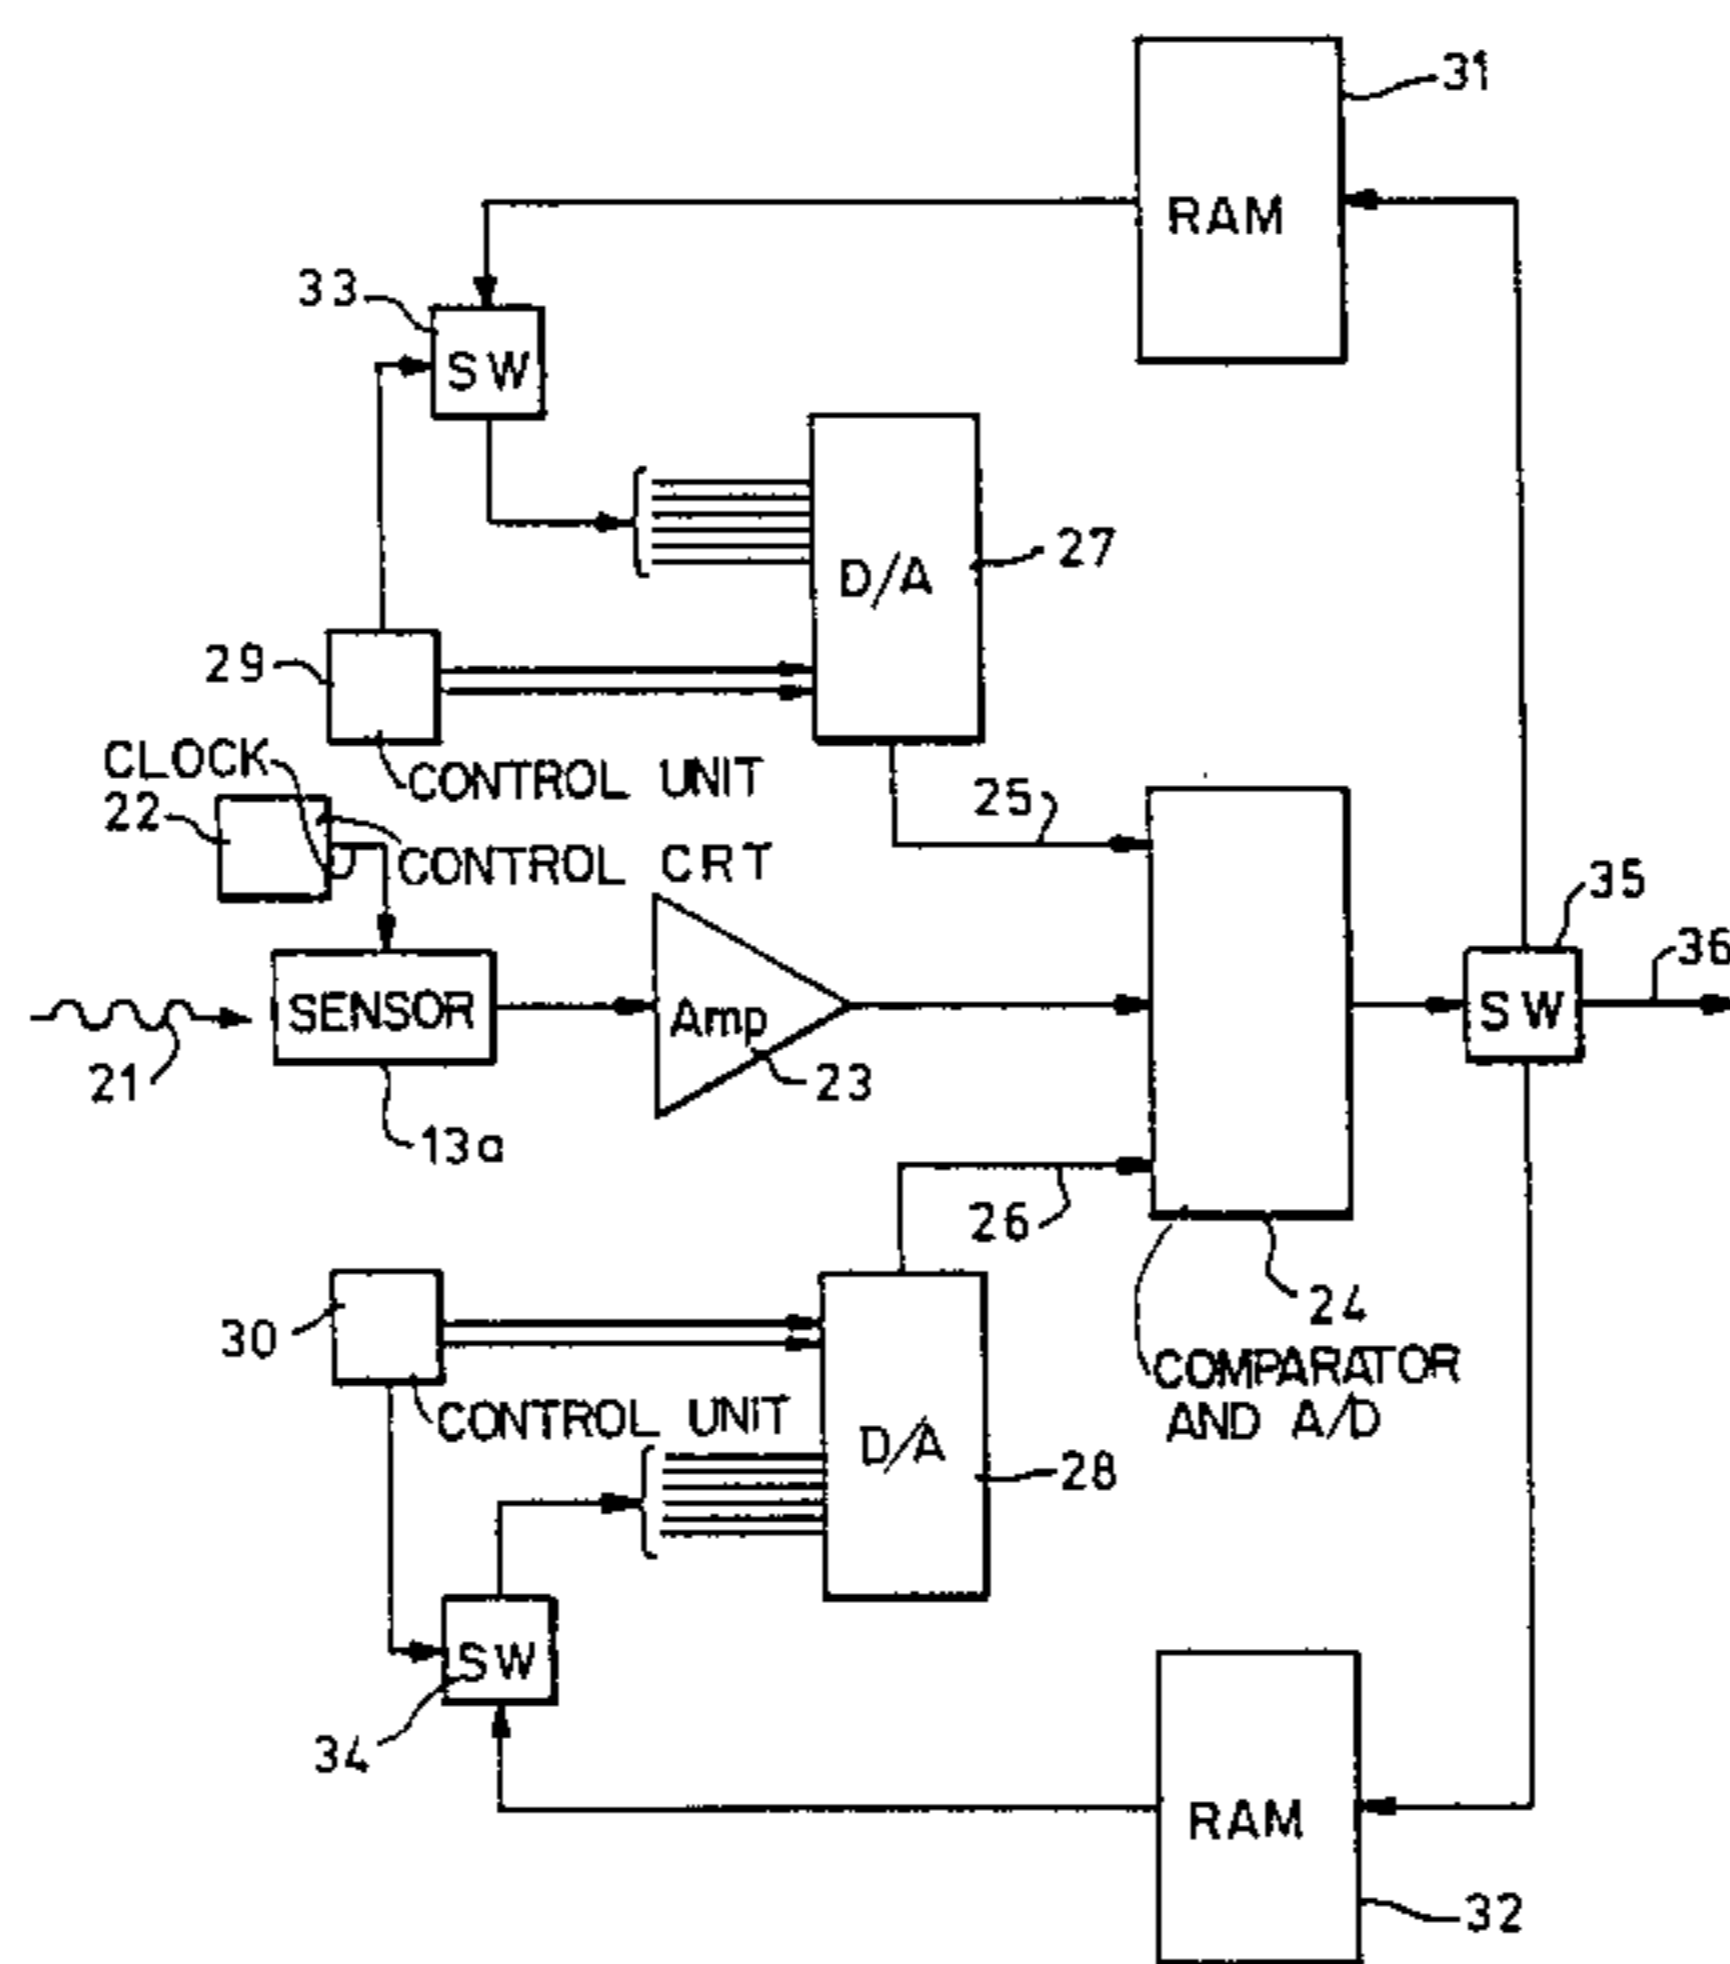 31
RAM
33
SW
27
D/A
29
CLOCK
CONTROL UNIT
22
25
CONTROL CRT
35
36
SENSOR
Amp
SW
21
23
13a
26
24
30
COMPARATOR
AND A/D
CONTROL UNIT
D/A
28
SW
34
RAM
32